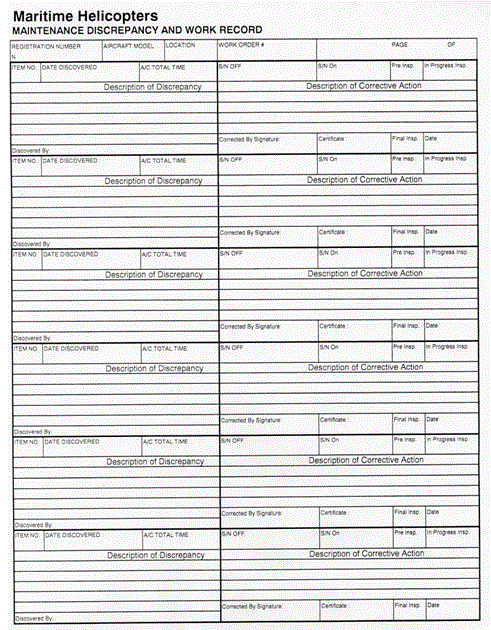 Maritime Helicopters
MAINTENANCE DISCREPANCY AND WORK RECORD
REGISTRATION NUMBER AIRCRAFT MODEL LOCATION WORK ORDER # PAGE OF
N
ITEM NO. DATE DISCOVERED A/C TOTAL TIME S/N OFF S/N On Pre Insp. In Progress Insp.
Description of Discrepancy Description of Corrective Action
Corrected By Signature: Certificate : Final Insp. Date
Discovered By:
ITEM NO. DATE DISCOVERED A/C TOTAL TIME S/N OFF S/N On Pre Insp. In Progress Insp.
Description of Discrepancy Description of Corrective Action
Corrected By Signature: Certificate : Final Insp. Date
Discovered By:
ITEM NO. DATE DISCOVERED A/C TOTAL TIME S/N OFF S/N On Pre Insp. In Progress Insp.
Description of Discrepancy Description of Corrective Action
Corrected By Signature: Certificate : Final Insp. Date
Discovered By:
ITEM NO. DATE DISCOVERED A/C TOTAL TIME S/N OFF S/N On Pre Insp. In Progress Insp.
Description of Discrepancy Description of Corrective Action
Corrected By Signature: Certificate : Final Insp. Date
Discovered By:
ITEM NO. DATE DISCOVERED A/C TOTAL TIME S/N OFF S/N On Pre Insp. In Progress Insp.
Description of Discrepancy Description of Corrective Action
Corrected By Signature: Certificate : Final Insp. Date
Discovered By:
ITEM NO. DATE DISCOVERED A/C TOTAL TIME S/N OFF S/N On Pre Insp. In Progress Insp.
Description of Discrepancy Description of Corrective Action
Corrected By Signature: Certificate : Final Insp. Date
Discovered By: